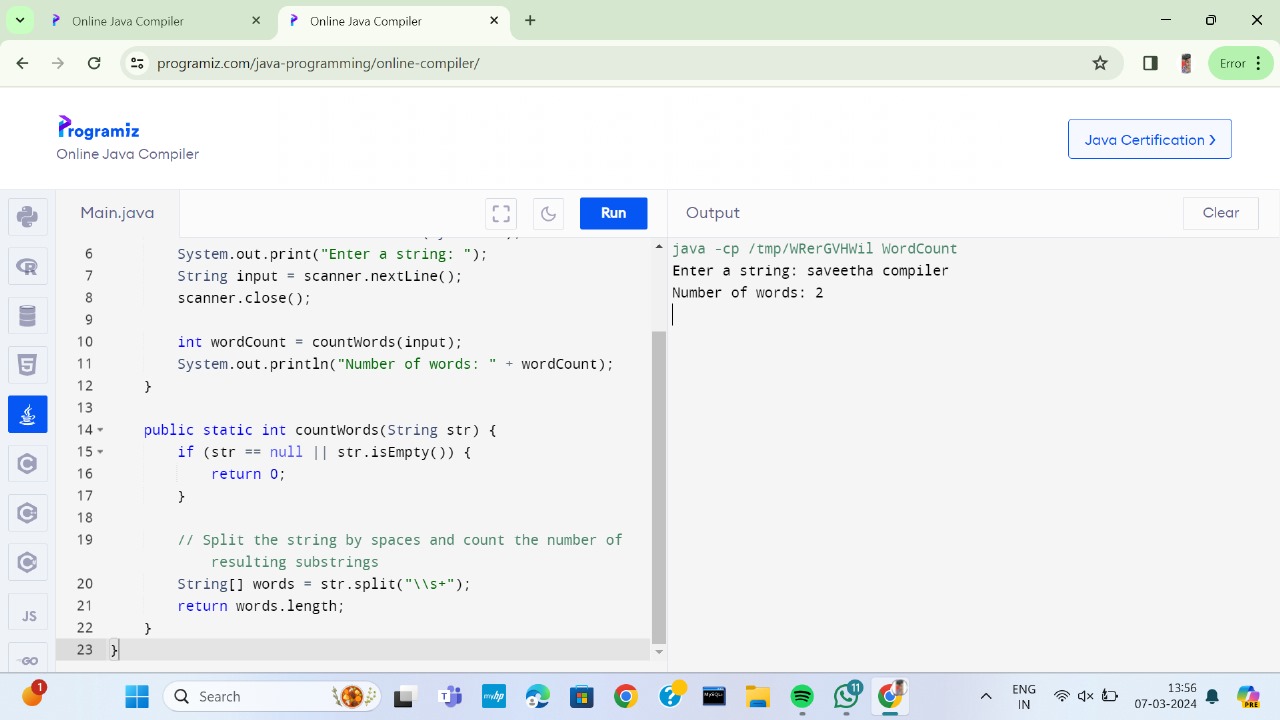 Online Java Compiler
Online Java Compiler
programiz.com/java-programming/online-compiler/
Error
Programiz
Online Java Compiler
Java Certification >
Main.java
Run
Output
Clear
6 System.out.print("Enter a string: ");
7 String input = scanner.nextLine();
8 scanner.close();
9
10 int wordCount = countWords(input);
11 System.out.println("Number of words: " + wordCount);
12 }
13
14 public static int countWords(String str) {
15 if (str == null || str.isEmpty()) {
16 return 0;
17 }
18
19 // Split the string by spaces and count the number of
resulting substrings
20 String[] words = str.split("\\s+");
21 return words.length;
22 }
23 }
java -cp /tmp/WRerGVHWil WordCount
Enter a string: saveetha compiler
Number of words: 2
JS
GO
1
Search
myhp
MySQL
11
ENG
IN
13:56
07-03-2024
PRE